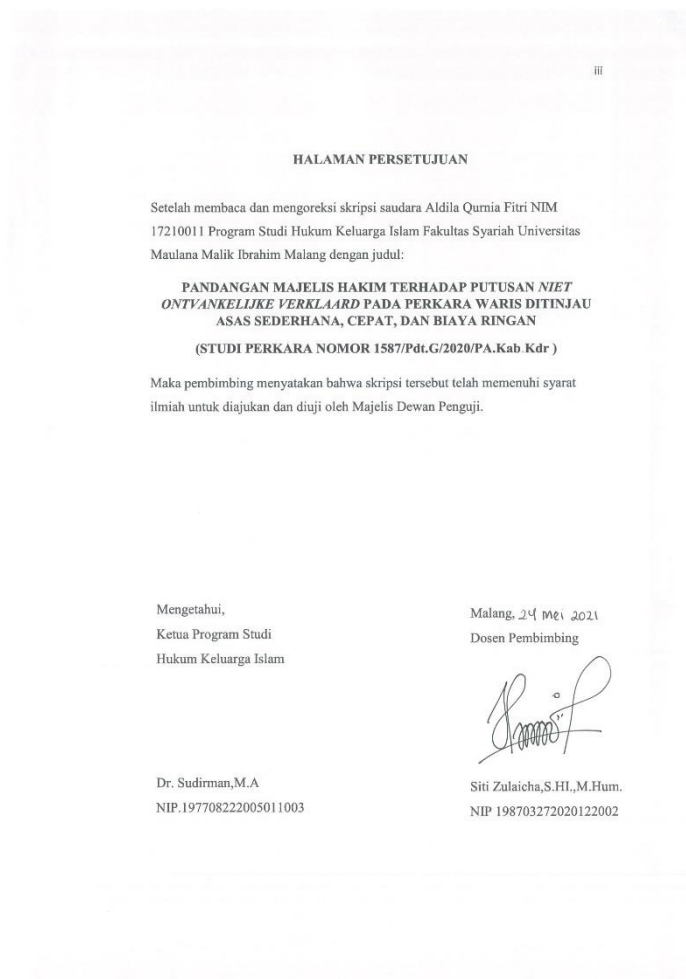 iii
HALAMAN PERSETUJUAN
Setelah membaca dan mengoreksi skripsi saudara Aldila Qurnia Fitri NIM
17210011 Program Studi Hukum Keluarga Islam Fakultas Syariah Universitas
Maulana Malik Ibrahim Malang dengan judul:
PANDANGAN MAJELIS HAKIM TERHADAP PUTUSAN NIET
ONTVANKELIJKE VERKLAARD PADA PERKARA WARIS DITINJAU
ASAS SEDERHANA, CEPAT, DAN BIAYA RINGAN
(STUDI PERKARA NOMOR 1587/Pdt.G/2020/PA.Kab.Kdr )
Maka pembimbing menyatakan bahwa skripsi tersebut telah memenuhi syarat
ilmiah untuk diajukan dan diuji oleh Majelis Dewan Penguji.
Mengetahui,
Ketua Program Studi
Hukum Keluarga Islam
Dr. Sudirman,M.A
NIP.197708222005011003
Malang, 24 Mei 2021
Dosen Pembimbing
Siti Zulaicha,S.HI.,M.Hum.
NIP 198703272020122002